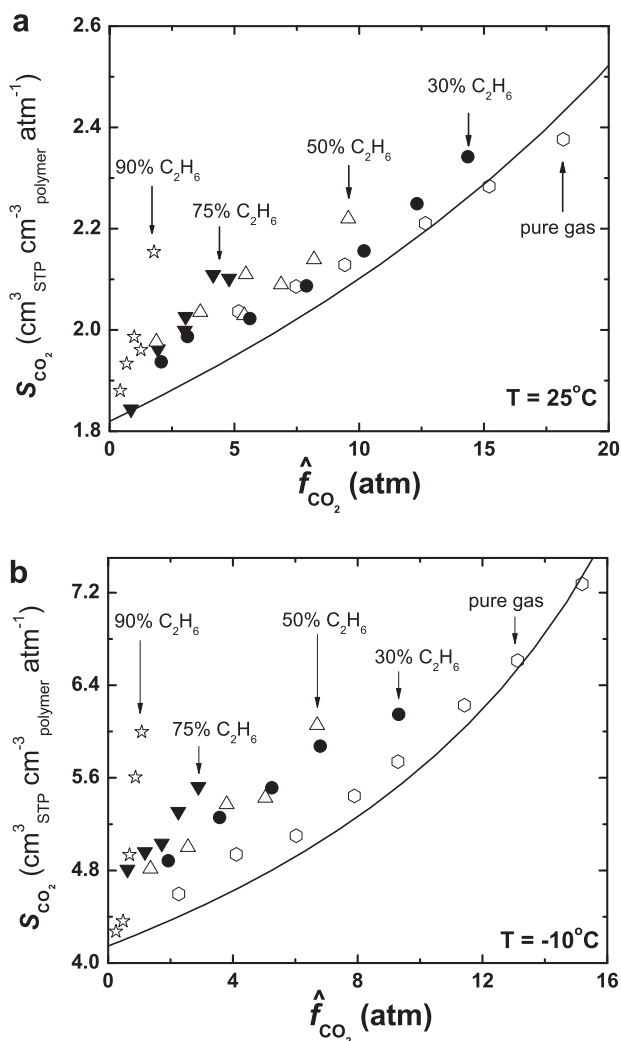 a
2.6
2.4
2.2
2.0
1.8
S_CO₂ (cm³_STP cm⁻³_polymer atm⁻¹)
30% C₂H₆
50% C₂H₆
90% C₂H₆
75% C₂H₆
pure gas
T = 25°C
0 5 10 15 20
f̂_CO₂ (atm)
b
7.2
6.4
5.6
4.8
4.0
S_CO₂ (cm³_STP cm⁻³_polymer atm⁻¹)
pure gas
50% C₂H₆
90% C₂H₆
30% C₂H₆
75% C₂H₆
T = -10°C
0 4 8 12 16
f̂_CO₂ (atm)